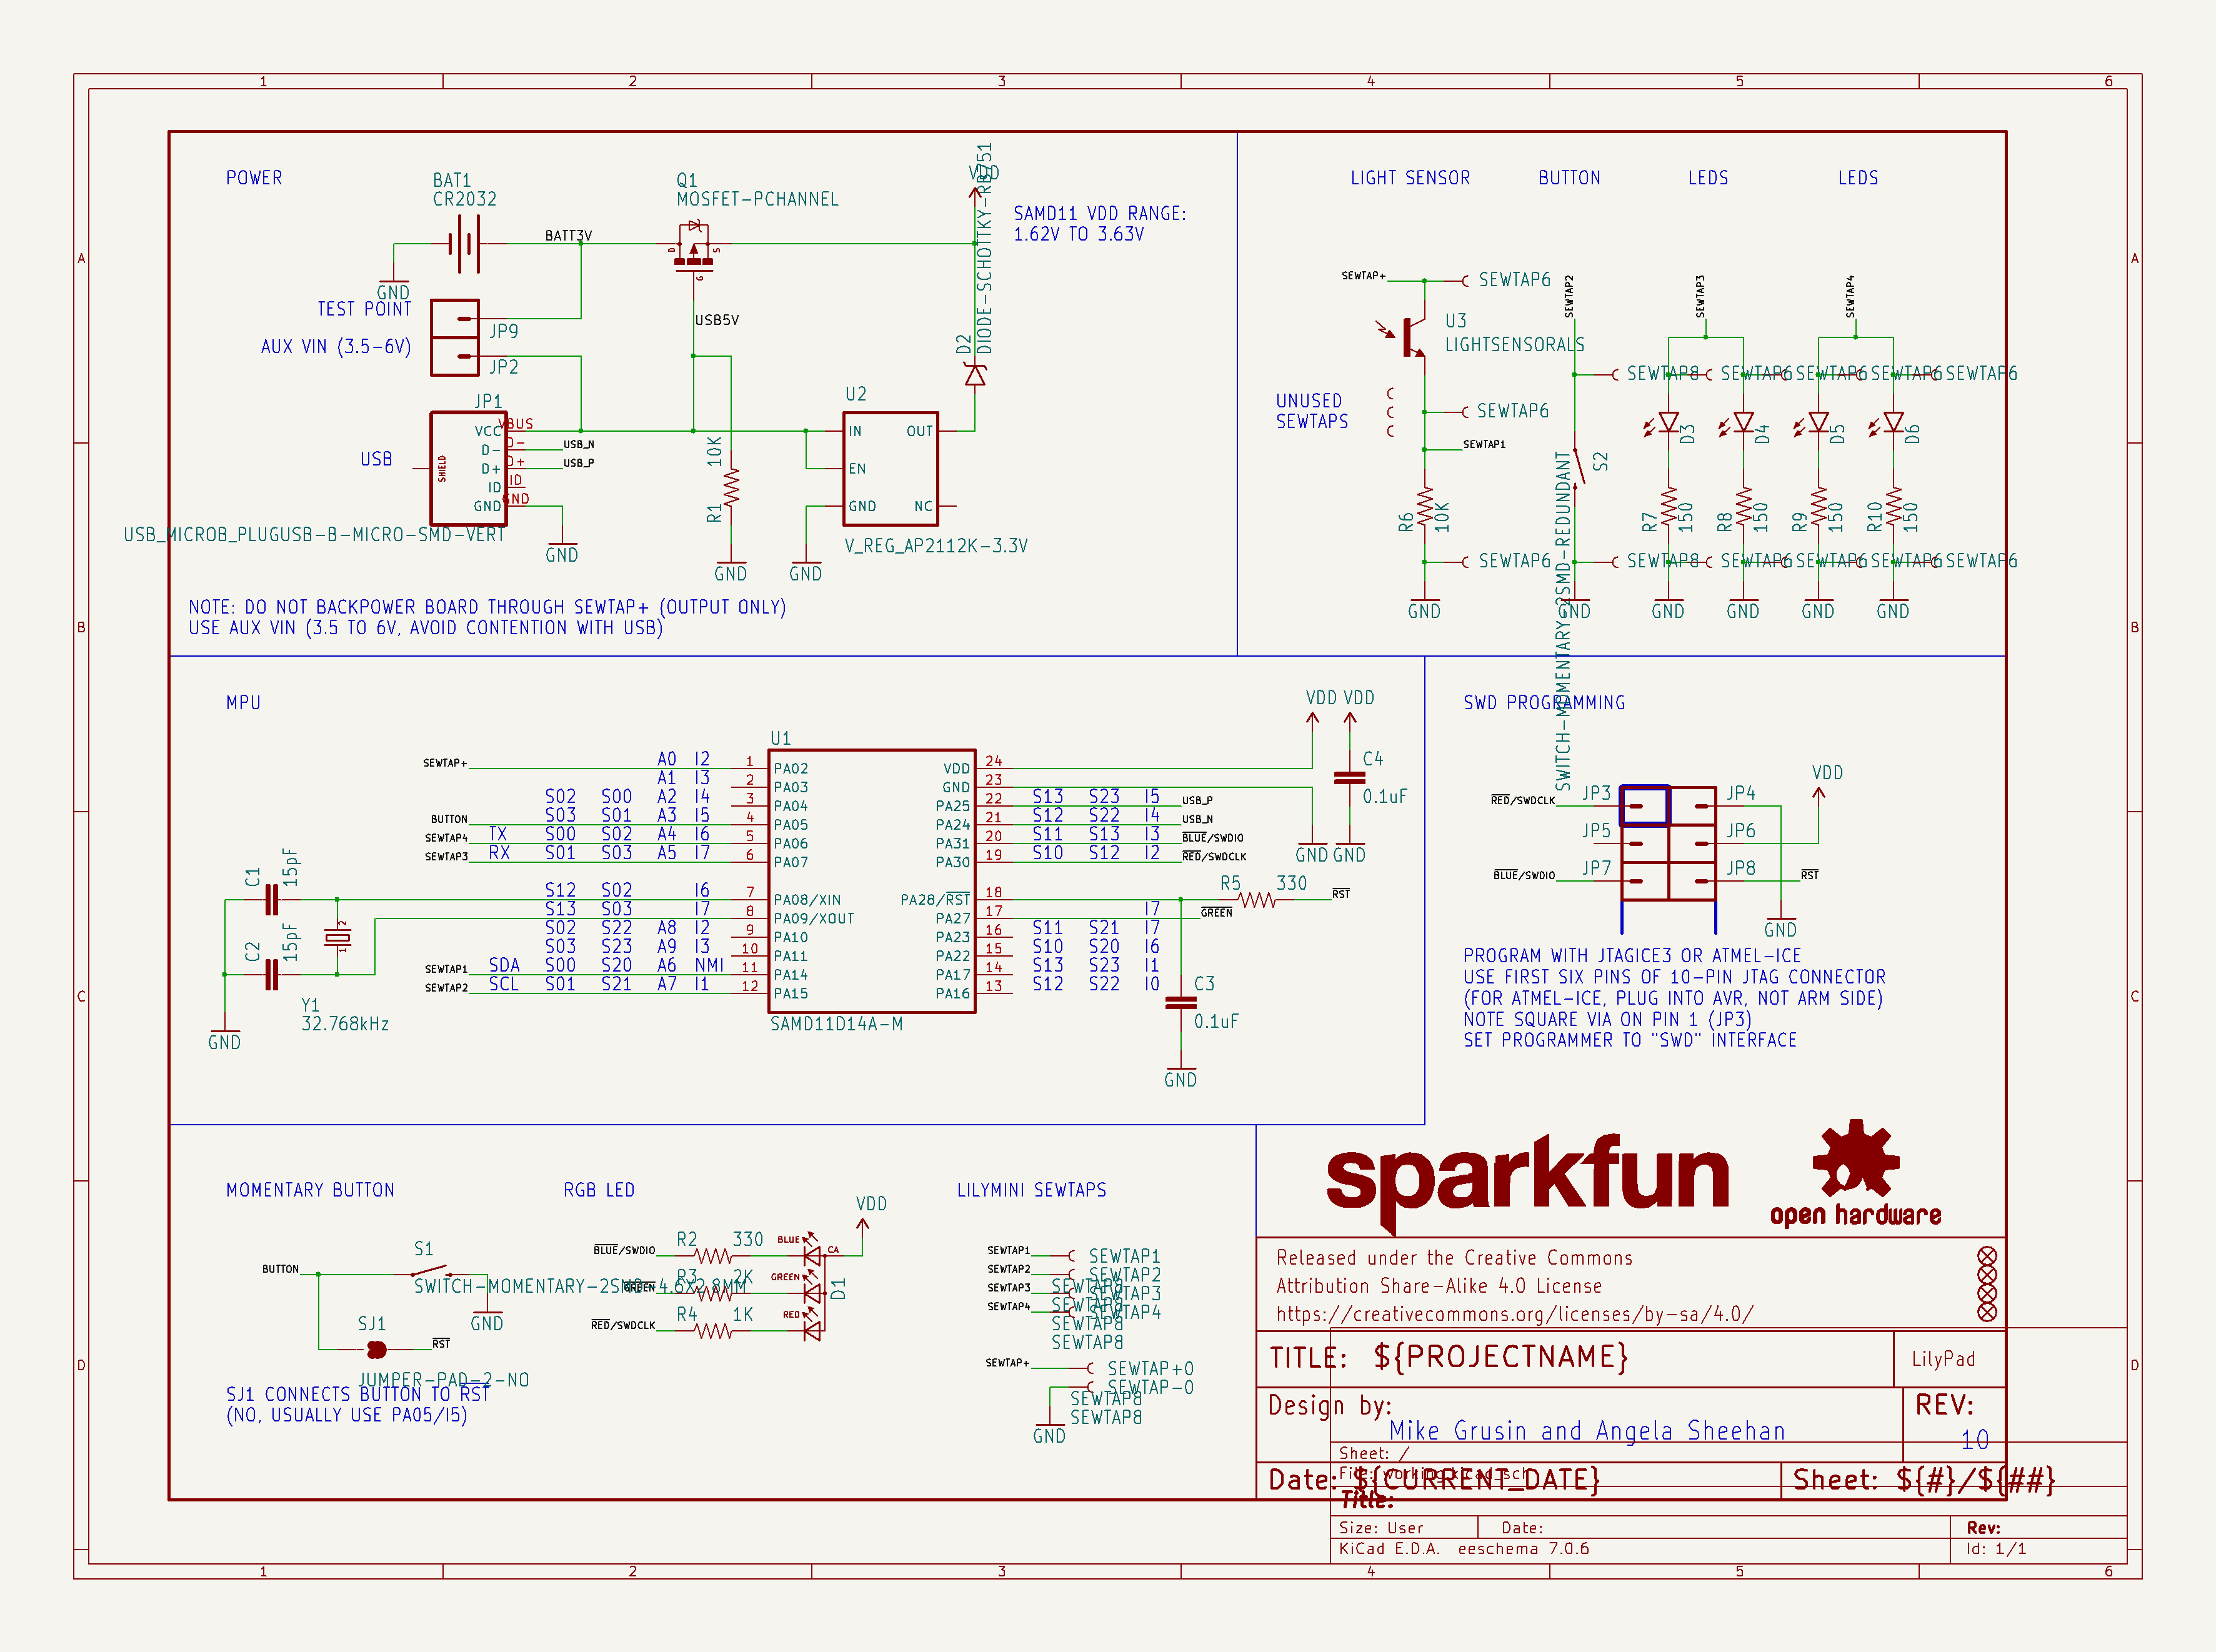 1 2 3 4 5 6
A
B
C
D
POWER
BAT1
CR2032
BATT3V
GND
Q1
MOSFET-PCHANNEL
D
S
G
USB5V
VDD
DIODE-SCHOTTKY-RB751
D2
SAMD11 VDD RANGE:
1.62V TO 3.63V
TEST POINT
JP9
AUX VIN (3.5-6V)
JP2
JP1
USB
SHIELD
VCC VBUS
D- D- USB_N
D+ D+ USB_P
ID ID
GND GND
USB_MICROB_PLUGUSB-B-MICRO-SMD-VERT
GND
R1 10K
GND
GND
U2
IN OUT
EN
GND NC
V_REG_AP2112K-3.3V
NOTE: DO NOT BACKPOWER BOARD THROUGH SEWTAP+ (OUTPUT ONLY)
USE AUX VIN (3.5 TO 6V, AVOID CONTENTION WITH USB)
LIGHT SENSOR
BUTTON
LEDS
LEDS
SEWTAP+
SEWTAP6
U3
LIGHTSENSORALS
SEWTAP6
SEWTAP1
UNUSED
SEWTAPS
R6 10K
SEWTAP6
GND
SEWTAP2
SEWTAP8
S2
SWITCH-MOMENTARY-2SMD-REDUNDANT
SEWTAP8
GND
SEWTAP3
SEWTAP4
SEWTAP6 SEWTAP6 SEWTAP6 SEWTAP6
D3 D4 D5 D6
R7 150 R8 150 R9 150 R10 150
SEWTAP6 SEWTAP6 SEWTAP6 SEWTAP6
GND GND GND GND
MPU
U1
SEWTAP+ A0 I2 1 PA02
A1 I3 2 PA03
S02 S00 A2 I4 3 PA04
BUTTON S03 S01 A3 I5 4 PA05
SEWTAP4 TX S00 S02 A4 I6 5 PA06
SEWTAP3 RX S01 S03 A5 I7 6 PA07
S12 S02 I6 7 PA08/XIN
S13 S03 I7 8 PA09/XOUT
S02 S22 A8 I2 9 PA10
S03 S23 A9 I3 10 PA11
SEWTAP1 SDA S00 S20 A6 NMI 11 PA14
SEWTAP2 SCL S01 S21 A7 I1 12 PA15
SAMD11D14A-M
VDD 24
GND 23
PA25 22 S13 S23 I5 USB_P
PA24 21 S12 S22 I4 USB_N
PA31 20 S11 S13 I3 BLUE/SWDIO
PA30 19 S10 S12 I2 RED/SWDCLK
PA28/RST 18
PA27 17 I7 GREEN
PA23 16 S11 S21 I7
PA22 15 S10 S20 I6
PA17 14 S13 S23 I1
PA16 13 S12 S22 I0
VDD VDD
C4
0.1uF
GND GND
R5 330 RST
C3
0.1uF
GND
C1 15pF
C2 15pF
1 2
Y1
32.768kHz
GND
SWD PROGRAMMING
RED/SWDCLK JP3 JP4
JP5 JP6
BLUE/SWDIO JP7 JP8 RST
VDD
GND
PROGRAM WITH JTAGICE3 OR ATMEL-ICE
USE FIRST SIX PINS OF 10-PIN JTAG CONNECTOR
(FOR ATMEL-ICE, PLUG INTO AVR, NOT ARM SIDE)
NOTE SQUARE VIA ON PIN 1 (JP3)
SET PROGRAMMER TO "SWD" INTERFACE
MOMENTARY BUTTON
BUTTON
S1
SWITCH-MOMENTARY-2SMD-4.6X2.8MM
GND
SJ1
RST
JUMPER-PAD-2-NO
SJ1 CONNECTS BUTTON TO RST
(NO, USUALLY USE PA05/I5)
RGB LED
VDD
BLUE/SWDIO R2 330 BLUE CA
GREEN R3 2K GREEN
RED/SWDCLK R4 1K RED
D1
LILYMINI SEWTAPS
SEWTAP1 SEWTAP1
SEWTAP2 SEWTAP2
SEWTAP8
SEWTAP3 SEWTAP3
SEWTAP8
SEWTAP4 SEWTAP4
SEWTAP8
SEWTAP8
SEWTAP+ SEWTAP+0
SEWTAP-0
SEWTAP8
SEWTAP8
GND
sparkfun
open hardware
Released under the Creative Commons
Attribution Share-Alike 4.0 License
https://creativecommons.org/licenses/by-sa/4.0/
TITLE: ${PROJECTNAME}
LilyPad
Design by:
Mike Grusin and Angela Sheehan
REV:
10
Sheet: /
File: working.kicad_sch
Date: ${CURRENT_DATE}
Sheet: ${#}/${##}
Title:
Size: User Date: Rev:
KiCad E.D.A. eeschema 7.0.6 Id: 1/1
1 2 3 4 5 6
A
B
C
D